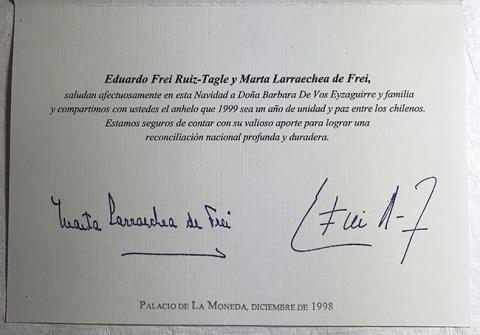 Eduardo Frei Ruiz-Tagle y Marta Larraechea de Frei,
saludan afectuosamente en esta Navidad a Doña Barbara De Vos Eyzaguirre y familia
y compartimos con ustedes el anhelo que 1999 sea un año de unidad y paz entre los chilenos.
Estamos seguros de contar con su valioso aporte para lograr una
reconciliación nacional profunda y duradera.
Marta Larraechea de Frei
EFrei R-T
PALACIO DE LA MONEDA, DICIEMBRE DE 1998